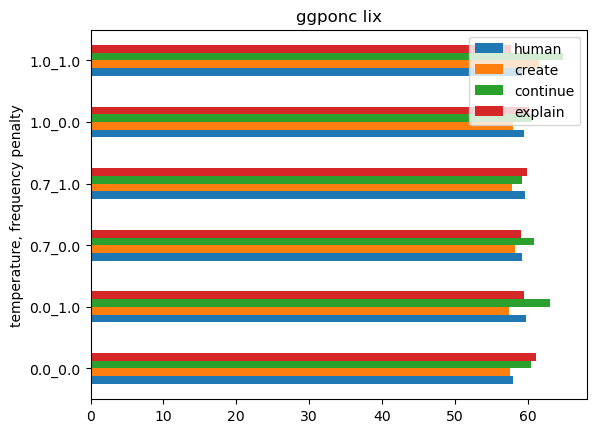 ggponc lix
human
create
continue
explain
temperature, frequency penalty
1.0_1.0
1.0_0.0
0.7_1.0
0.7_0.0
0.0_1.0
0.0_0.0
0 10 20 30 40 50 60